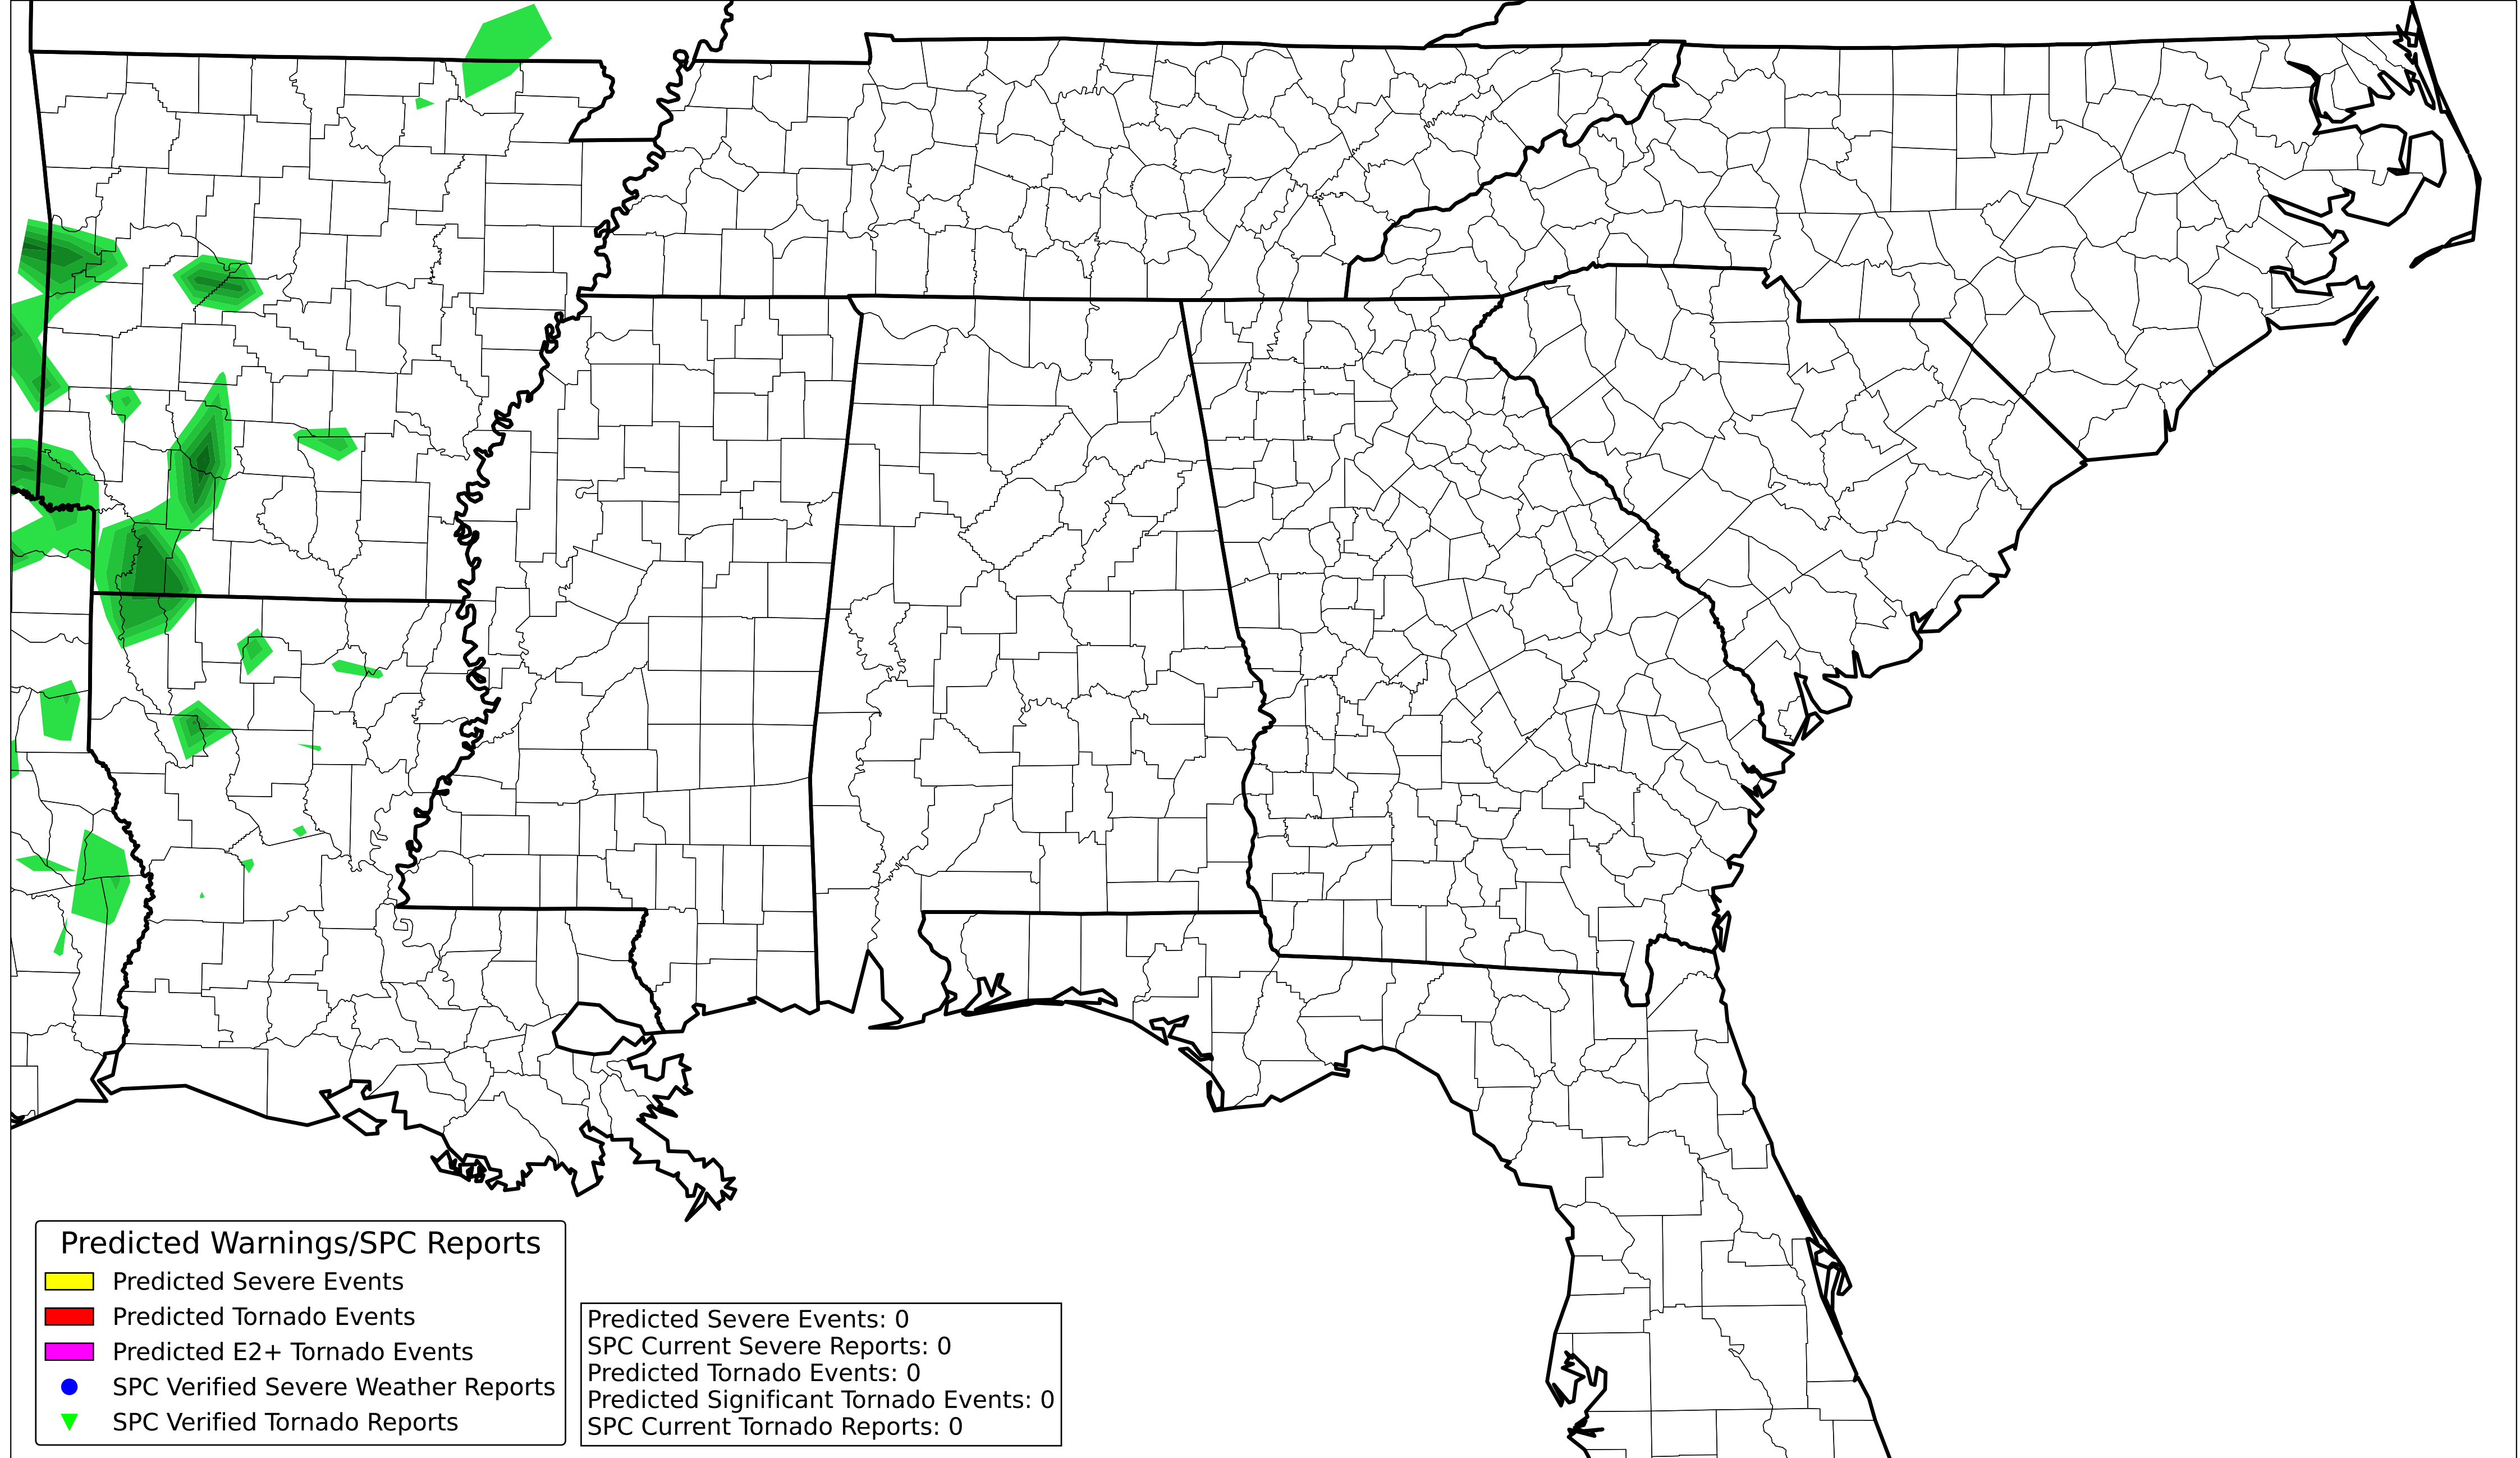 Predicted Warnings/SPC Reports
Predicted Severe Events
Predicted Tornado Events
Predicted E2+ Tornado Events
SPC Verified Severe Weather Reports
SPC Verified Tornado Reports
Predicted Severe Events: 0
SPC Current Severe Reports: 0
Predicted Tornado Events: 0
Predicted Significant Tornado Events: 0
SPC Current Tornado Reports: 0